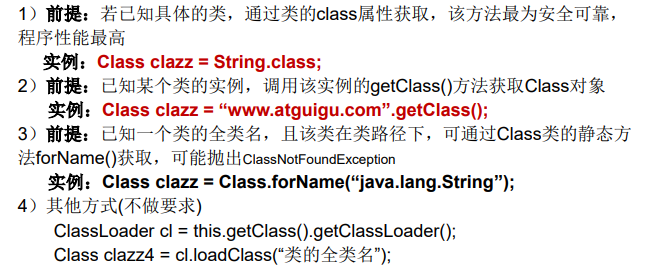 1）前提：若已知具体的类，通过类的class属性获取，该方法最为安全可靠，
程序性能最高
实例：Class clazz = String.class;
2）前提：已知某个类的实例，调用该实例的getClass()方法获取Class对象
实例：Class clazz = “www.atguigu.com”.getClass();
3）前提：已知一个类的全类名，且该类在类路径下，可通过Class类的静态方
法forName()获取，可能抛出ClassNotFoundException
实例：Class clazz = Class.forName(“java.lang.String”);
4）其他方式(不做要求)
ClassLoader cl = this.getClass().getClassLoader();
Class clazz4 = cl.loadClass(“类的全类名”);